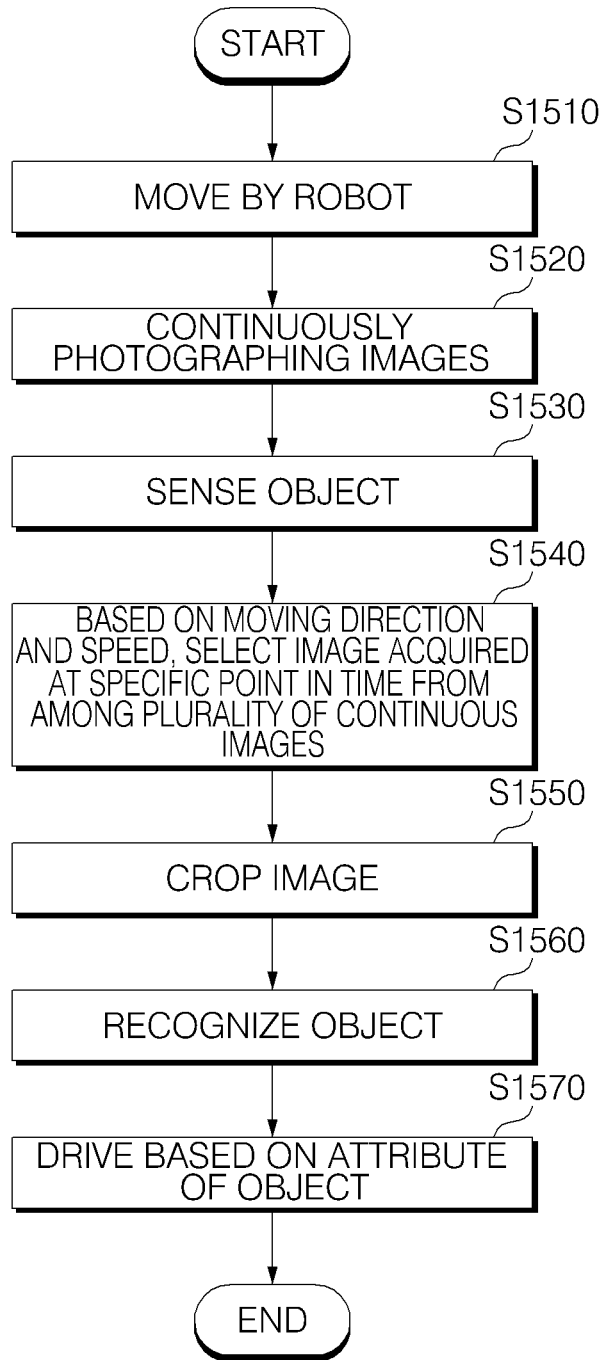 START
S1510
MOVE BY ROBOT
S1520
CONTINUOUSLY
PHOTOGRAPHING IMAGES
S1530
SENSE OBJECT
S1540
BASED ON MOVING DIRECTION
AND SPEED, SELECT IMAGE ACQUIRED
AT SPECIFIC POINT IN TIME FROM
AMONG PLURALITY OF CONTINUOUS
IMAGES
S1550
CROP IMAGE
S1560
RECOGNIZE OBJECT
S1570
DRIVE BASED ON ATTRIBUTE
OF OBJECT
END